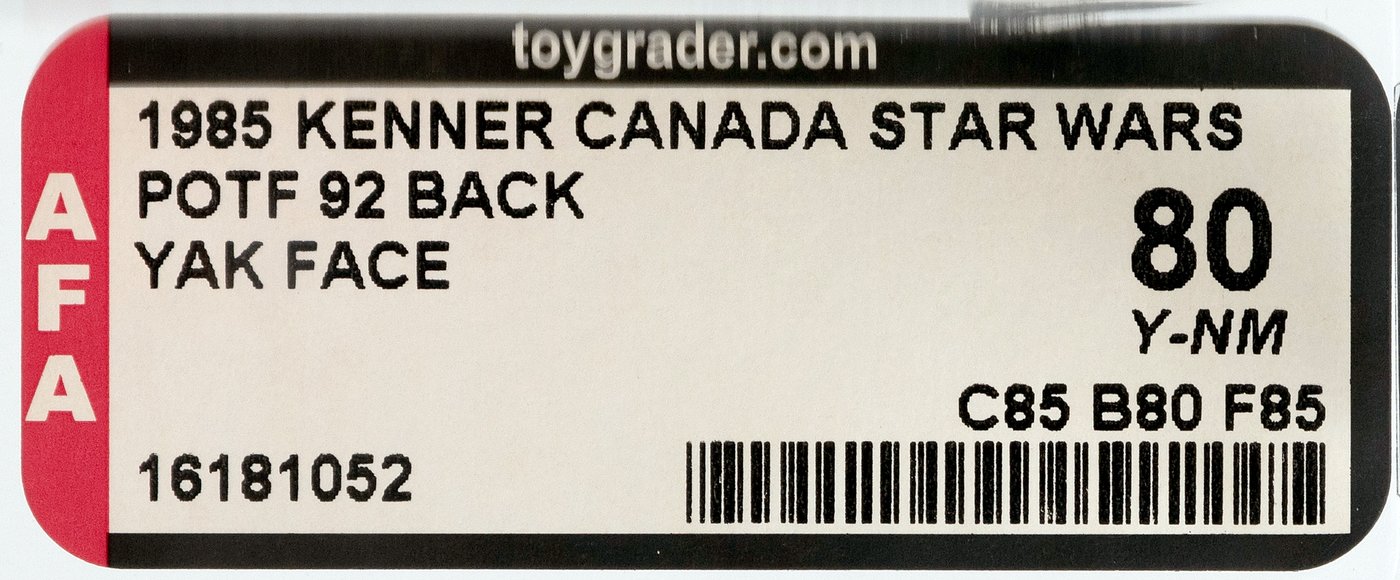 toygrader.com
AFA
1985 KENNER CANADA STAR WARS
POTF 92 BACK
YAK FACE
80
Y-NM
C85 B80 F85
16181052